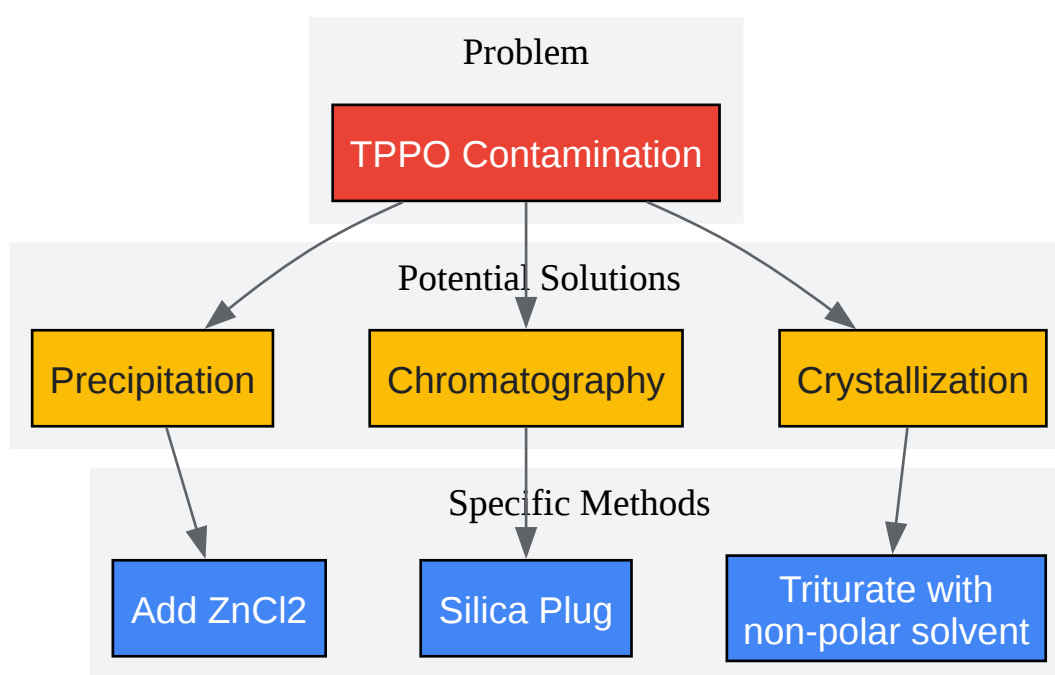 Problem
TPPO Contamination
Potential Solutions
Precipitation
Chromatography
Crystallization
Specific Methods
Add ZnCl2
Silica Plug
Triturate with
non-polar solvent